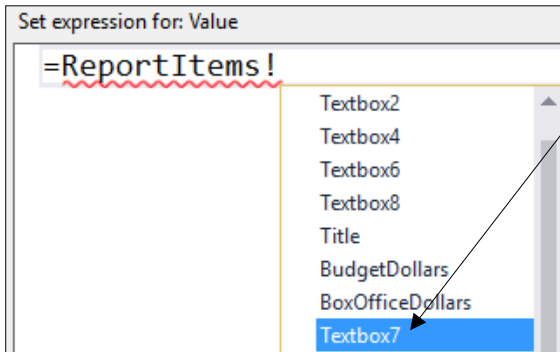 Set expression for: Value
=ReportItems!
Textbox2
Textbox4
Textbox6
Textbox8
Title
BudgetDollars
BoxOfficeDollars
Textbox7